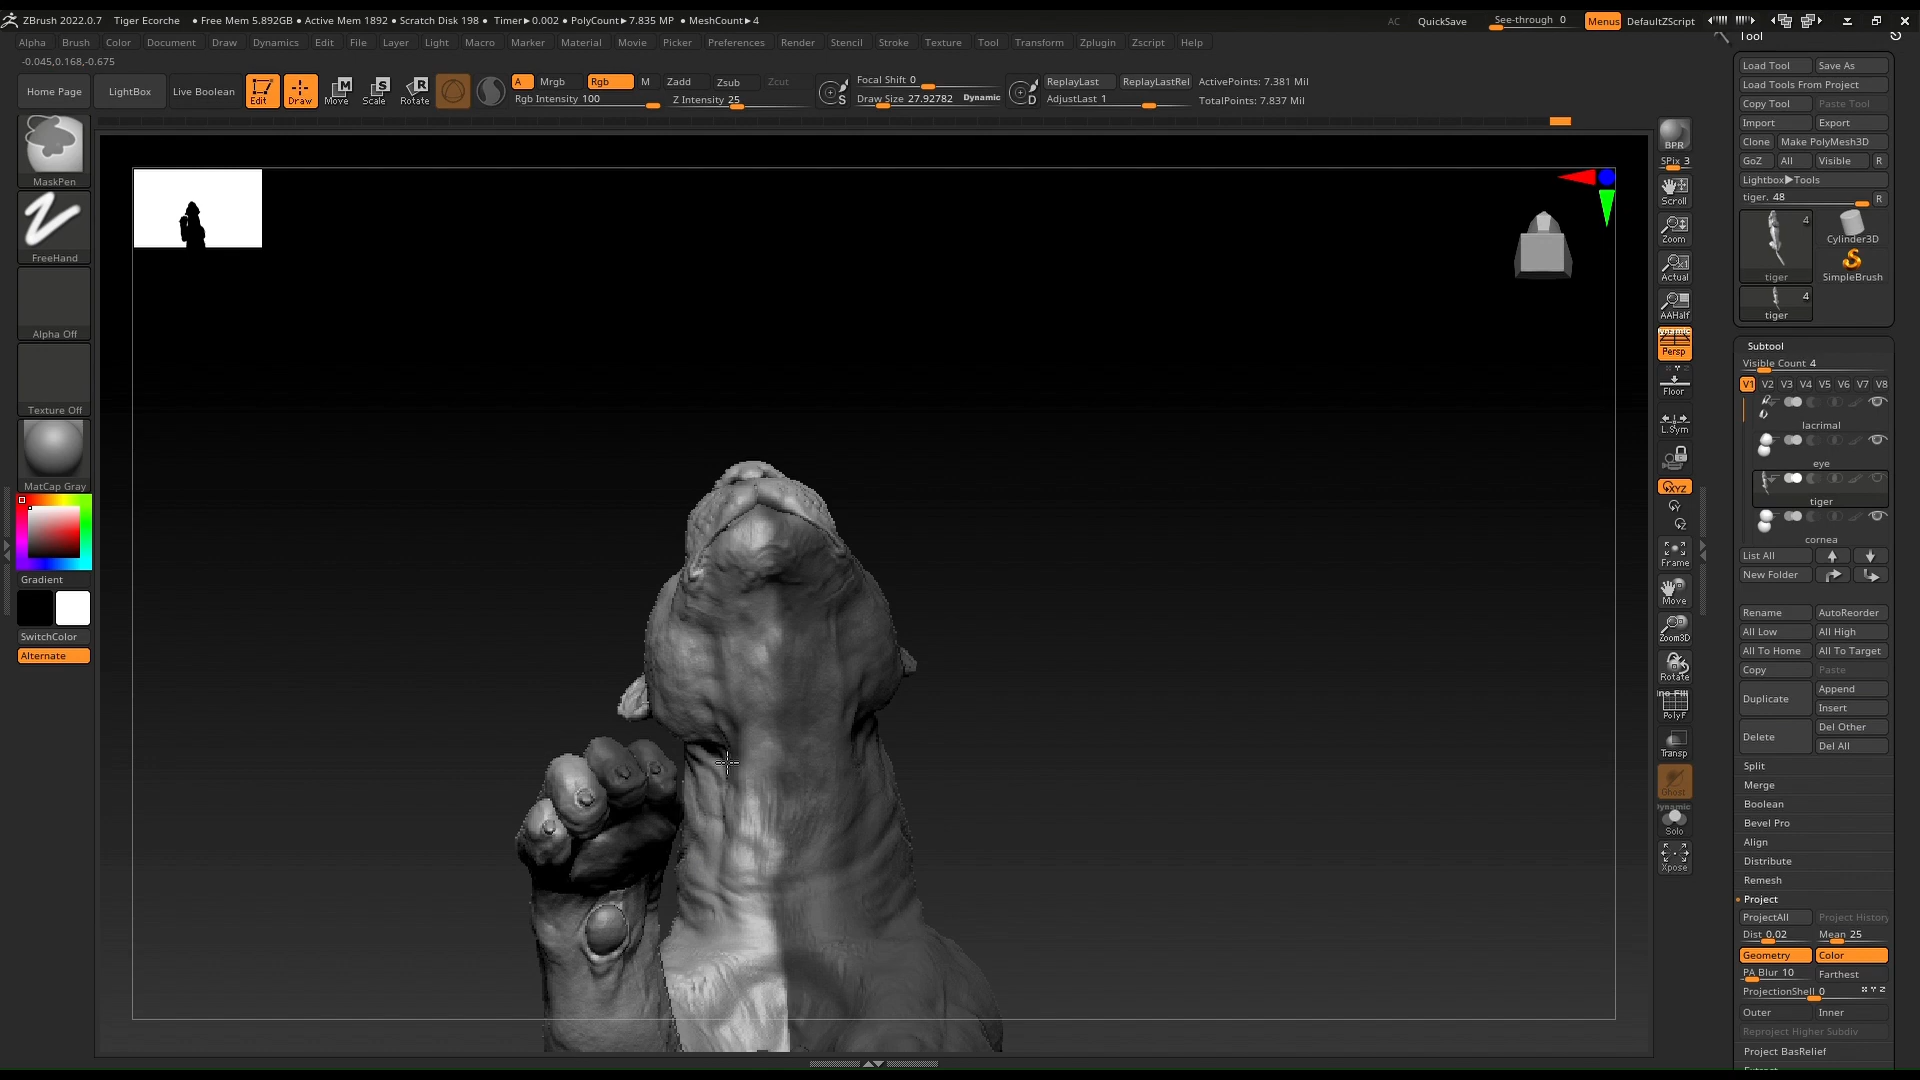 ZBrush 2022.0.7 Tiger Ecorche ● Free Mem 5.892GB ● Active Mem 1892 ● Scratch Disk 198 ● Timer▶0.002 ● PolyCount▶7.835 MP ● MeshCount▶4 AC QuickSave See-through 0 Menus DefaultZScript
Alpha Brush Color Document Draw Dynamics Edit File Layer Light Macro Marker Material Movie Picker Preferences Render Stencil Stroke Texture Tool Transform Zplugin Zscript Help
-0.045,0.168,-0.675
Home Page LightBox Live Boolean Edit Draw Move Scale Rotate
A Mrgb Rgb M Zadd Zsub Zcut
Rgb Intensity 100 Z Intensity 25
Focal Shift 0
Draw Size 27.92782 Dynamic
ReplayLast ReplayLastRel
AdjustLast 1
ActivePoints: 7.381 Mil
TotalPoints: 7.837 Mil
MaskPen
FreeHand
Alpha Off
Texture Off
MatCap Gray
Gradient
SwitchColor
Alternate
BPR
SPix 3
Scroll
Zoom
Actual
AAHalf
Persp
Floor
L.Sym
XYZ
Y
Z
Frame
Move
Zoom3D
Rotate
PolyF
Transp
Ghost
Dynamic
Solo
Xpose
Tool
Load Tool Save As
Load Tools From Project
Copy Tool Paste Tool
Import Export
Clone Make PolyMesh3D
GoZ All Visible R
Lightbox▶Tools
tiger. 48 R
4
tiger
Cylinder3D
SimpleBrush
4
tiger
Subtool
Visible Count 4
V1 V2 V3 V4 V5 V6 V7 V8
lacrimal
eye
tiger
cornea
List All
New Folder
Rename AutoReorder
All Low All High
All To Home All To Target
Copy Paste
Duplicate Append
Insert
Delete Del Other
Del All
Split
Merge
Boolean
Bevel Pro
Align
Distribute
Remesh
Project
ProjectAll Project History
Dist 0.02 Mean 25
Geometry Color
PA Blur 10 Farthest
ProjectionShell 0 X Y Z
Outer Inner
Reproject Higher Subdiv
Project BasRelief